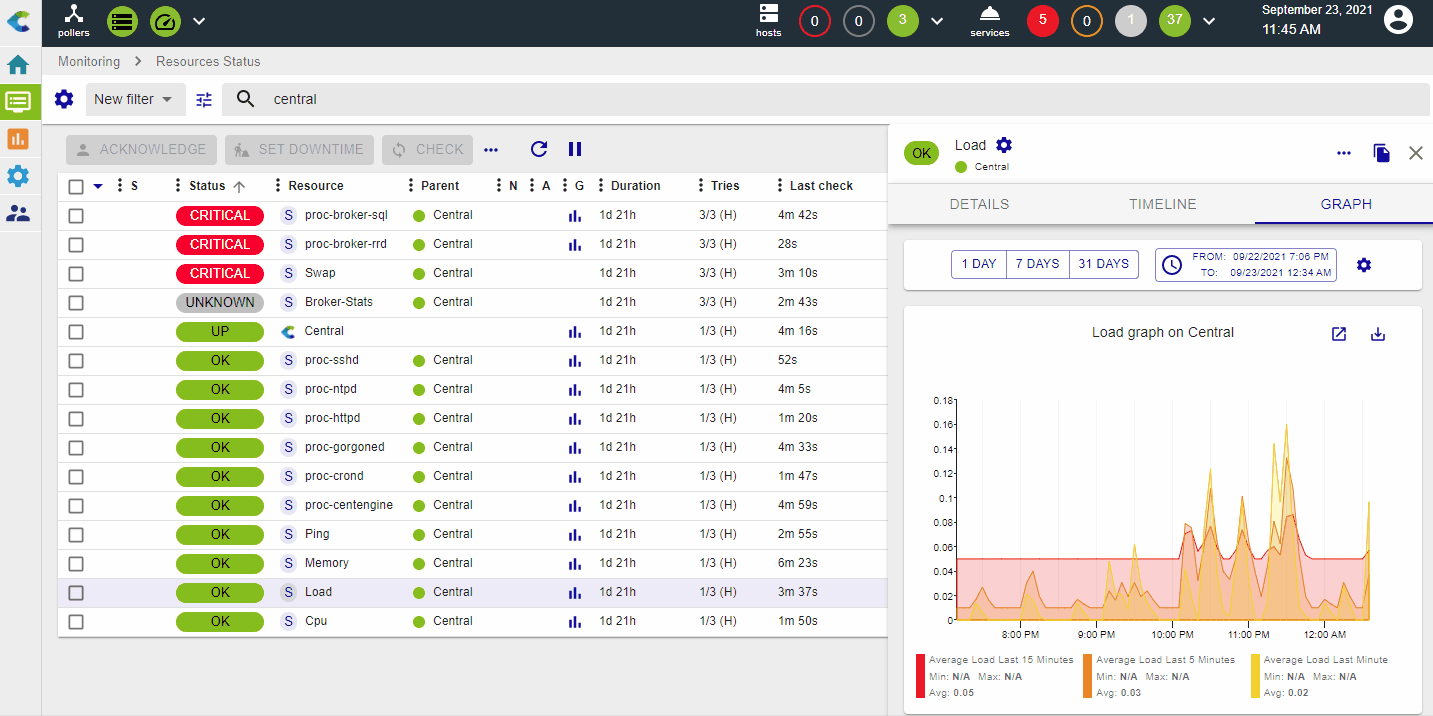 pollers
hosts
0
0
3
services
5
0
1
37
September 23, 2021
11:45 AM
Monitoring > Resources Status
New filter
central
ACKNOWLEDGE
SET DOWNTIME
CHECK
S Status Resource Parent N A G Duration Tries Last check
CRITICAL S proc-broker-sql Central 1d 21h 3/3 (H) 4m 42s
CRITICAL S proc-broker-rrd Central 1d 21h 3/3 (H) 28s
CRITICAL S Swap Central 1d 21h 3/3 (H) 3m 10s
UNKNOWN S Broker-Stats Central 1d 21h 3/3 (H) 2m 43s
UP Central 1d 21h 1/3 (H) 4m 16s
OK S proc-sshd Central 1d 21h 1/3 (H) 52s
OK S proc-ntpd Central 1d 21h 1/3 (H) 4m 5s
OK S proc-httpd Central 1d 21h 1/3 (H) 1m 20s
OK S proc-gorgoned Central 1d 21h 1/3 (H) 4m 33s
OK S proc-crond Central 1d 21h 1/3 (H) 1m 47s
OK S proc-centengine Central 1d 21h 1/3 (H) 4m 59s
OK S Ping Central 1d 21h 1/3 (H) 2m 55s
OK S Memory Central 1d 21h 1/3 (H) 6m 23s
OK S Load Central 1d 21h 1/3 (H) 3m 37s
OK S Cpu Central 1d 21h 1/3 (H) 1m 50s
OK
Load
Central
DETAILS
TIMELINE
GRAPH
1 DAY
7 DAYS
31 DAYS
FROM: 09/22/2021 7:06 PM
TO: 09/23/2021 12:34 AM
Load graph on Central
0.18
0.16
0.14
0.12
0.1
0.08
0.06
0.04
0.02
0
8:00 PM
9:00 PM
10:00 PM
11:00 PM
12:00 AM
Average Load Last 15 Minutes
Min: N/A Max: N/A
Avg: 0.05
Average Load Last 5 Minutes
Min: N/A Max: N/A
Avg: 0.03
Average Load Last Minute
Min: N/A Max: N/A
Avg: 0.02